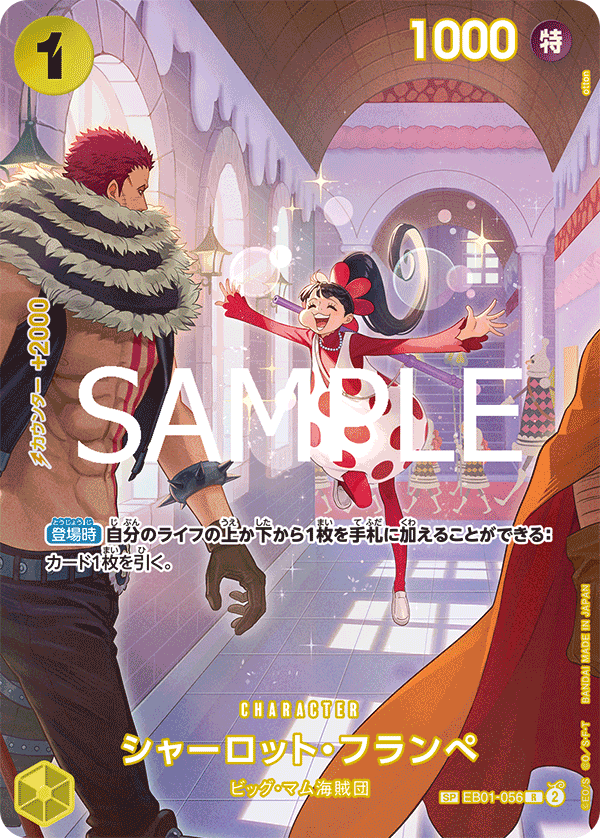 1
1000
特
otton
カウンター +2000
SAMPLE
登場時 自分のライフの上か下から1枚を手札に加えることができる:
カード1枚を引く。
CHARACTER
シャーロット・フランペ
ビッグ・マム海賊団
SP EB01-056 R 2
©E.O/S. ©O/S・F・T BANDAI MADE IN JAPAN